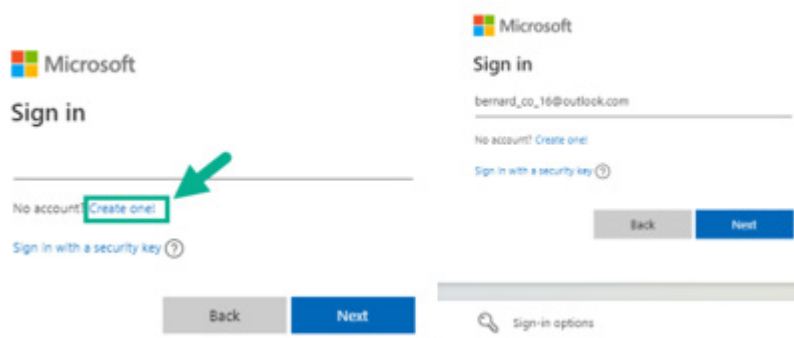 Microsoft
Sign in
No account? Create one!
Sign in with a security key
Back Next
Microsoft
Sign in
bernard_co_16@outlook.com
No account? Create one!
Sign in with a security key
Back Next
Sign-in options